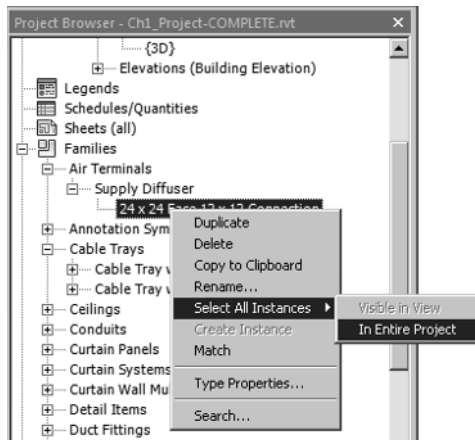 Project Browser - Ch1_Project-COMPLETE.rvt
{3D}
Elevations (Building Elevation)
Legends
Schedules/Quantities
Sheets (all)
Families
Air Terminals
Supply Diffuser
24 x 24 Face 12 x 12 Connection
Annotation Sym
Cable Trays
Cable Tray w
Cable Tray w
Ceilings
Conduits
Curtain Panels
Curtain Systems
Curtain Wall Mul
Detail Items
Duct Fittings
Duplicate
Delete
Copy to Clipboard
Rename...
Select All Instances
Create Instance
Match
Type Properties...
Search...
Visible in View
In Entire Project